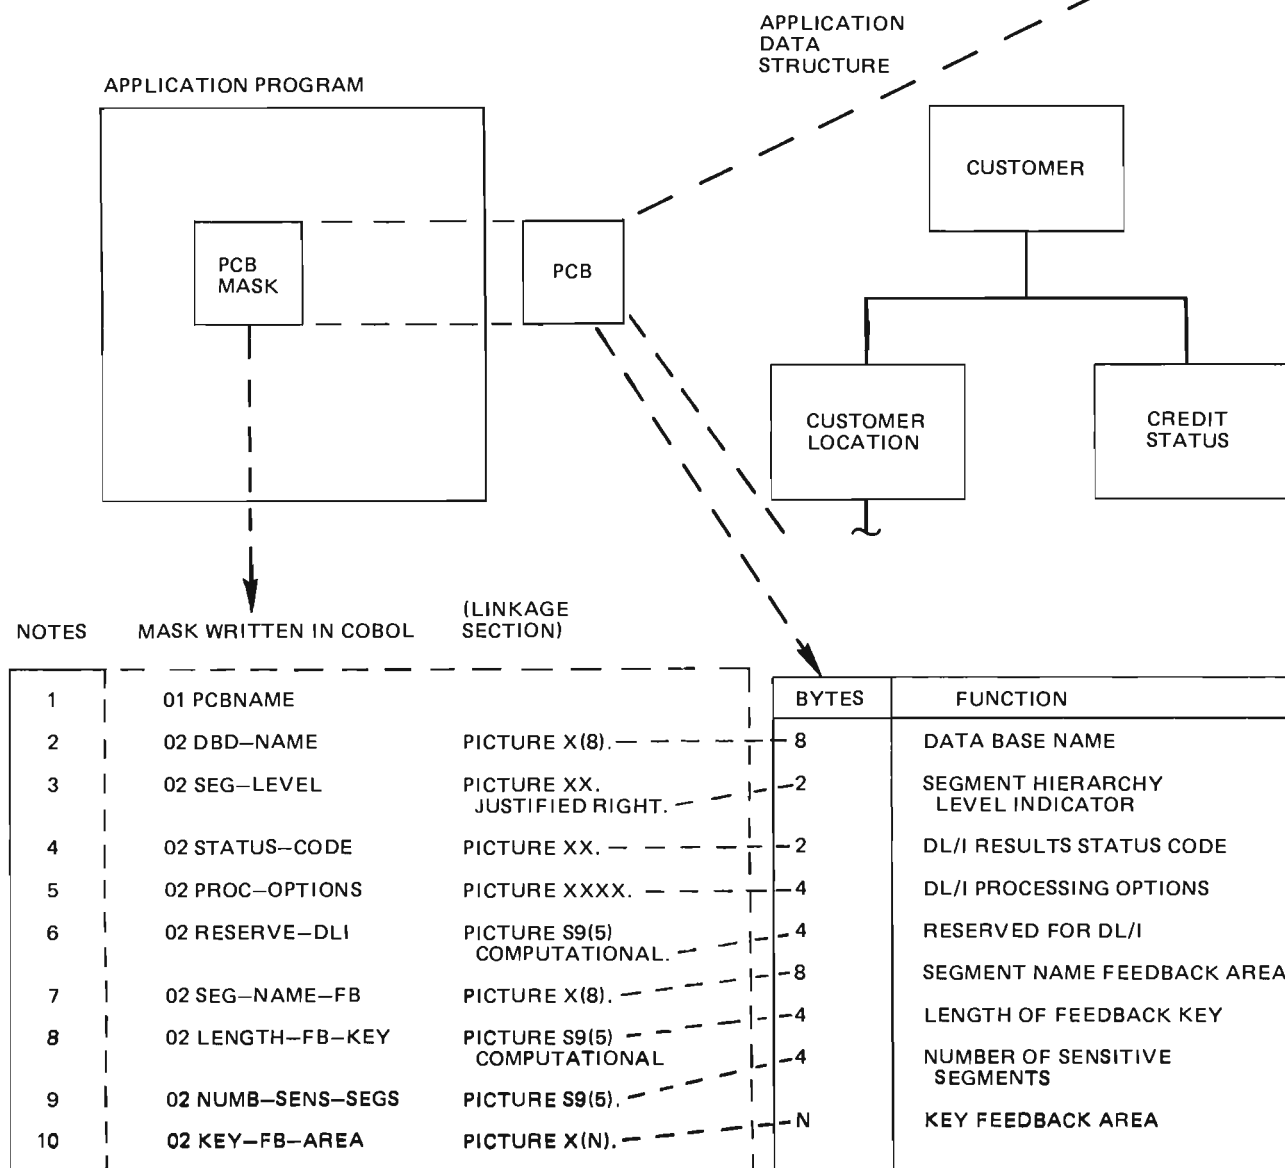 APPLICATION
DATA
STRUCTURE
APPLICATION PROGRAM
CUSTOMER
PCB
MASK
PCB
CUSTOMER
LOCATION
CREDIT
STATUS
NOTES MASK WRITTEN IN COBOL (LINKAGE
SECTION)
1 01 PCBNAME
2 02 DBD–NAME PICTURE X(8).
3 02 SEG–LEVEL PICTURE XX.
JUSTIFIED RIGHT.
4 02 STATUS–CODE PICTURE XX.
5 02 PROC–OPTIONS PICTURE XXXX.
6 02 RESERVE–DLI PICTURE S9(5)
COMPUTATIONAL.
7 02 SEG–NAME–FB PICTURE X(8).
8 02 LENGTH–FB–KEY PICTURE S9(5)
COMPUTATIONAL
9 02 NUMB–SENS–SEGS PICTURE S9(5).
10 02 KEY–FB–AREA PICTURE X(N).
BYTES FUNCTION
8 DATA BASE NAME
2 SEGMENT HIERARCHY
LEVEL INDICATOR
2 DL/I RESULTS STATUS CODE
4 DL/I PROCESSING OPTIONS
4 RESERVED FOR DL/I
8 SEGMENT NAME FEEDBACK AREA
4 LENGTH OF FEEDBACK KEY
4 NUMBER OF SENSITIVE
SEGMENTS
N KEY FEEDBACK AREA